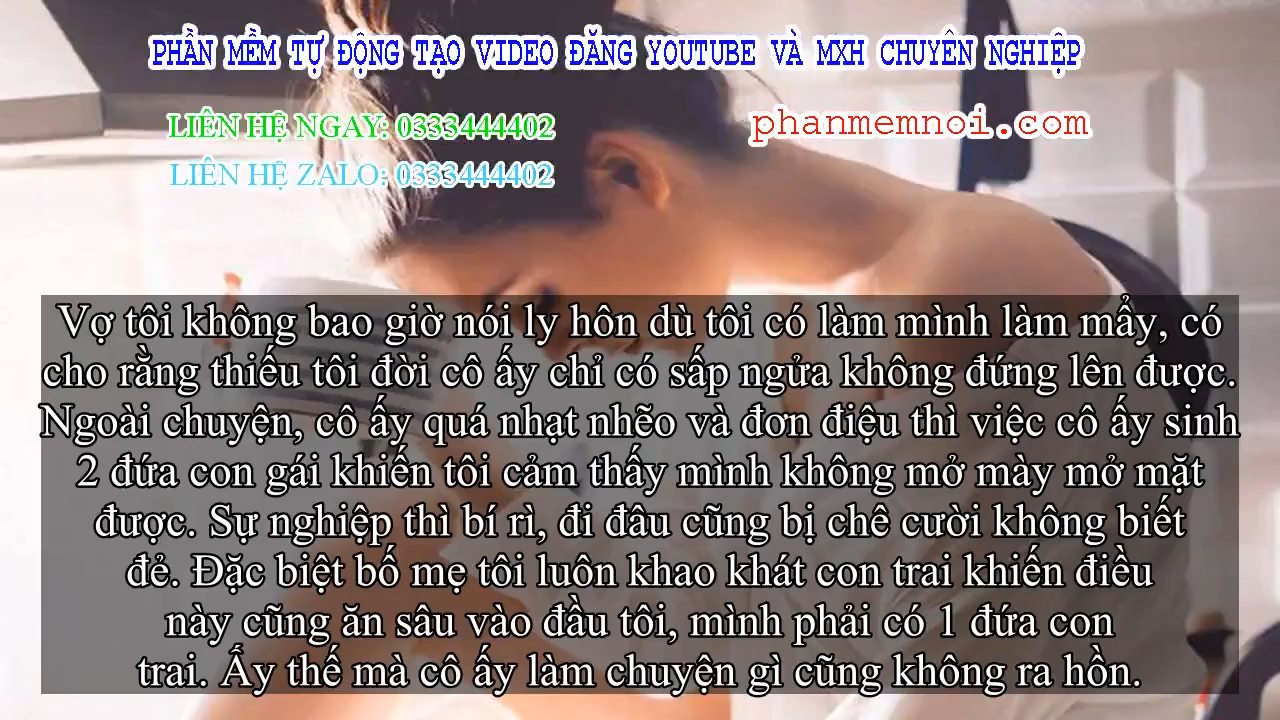 PHẦN MỀM TỰ ĐỘNG TẠO VIDEO ĐĂNG YOUTUBE VÀ MXH CHUYÊN NGHIỆP
LIÊN HỆ NGAY: 0333444402
phanmemnoi.com
LIÊN HỆ ZALO: 0333444402
Vợ tôi không bao giờ nói ly hôn dù tôi có làm mình làm mẩy, có
cho rằng thiếu tôi đời cô ấy chỉ có sấp ngửa không đứng lên được.
Ngoài chuyện, cô ấy quá nhạt nhẽo và đơn điệu thì việc cô ấy sinh
2 đứa con gái khiến tôi cảm thấy mình không mở mày mở mặt
được. Sự nghiệp thì bí rì, đi đâu cũng bị chê cười không biết
đẻ. Đặc biệt bố mẹ tôi luôn khao khát con trai khiến điều
này cũng ăn sâu vào đầu tôi, mình phải có 1 đứa con
trai. Ấy thế mà cô ấy làm chuyện gì cũng không ra hồn.